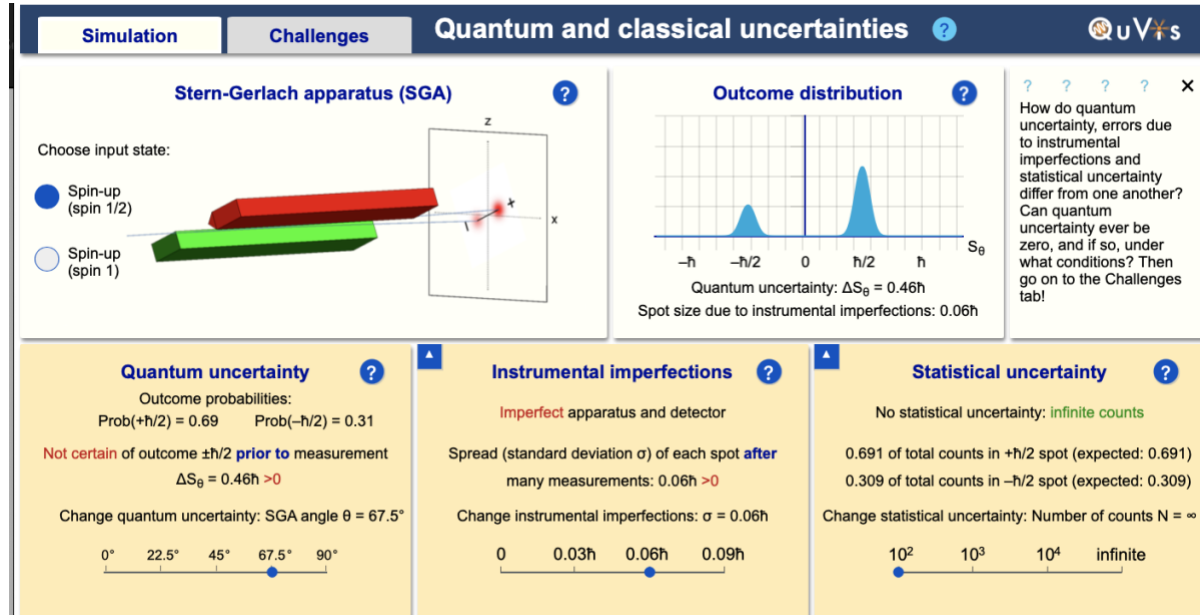 Simulation
Challenges
Quantum and classical uncertainties ?
QuVis
Stern-Gerlach apparatus (SGA) ?
Choose input state:
Spin-up
(spin 1/2)
Spin-up
(spin 1)
z
x
+
–
Outcome distribution ?
–ħ –ħ/2 0 ħ/2 ħ Sθ
Quantum uncertainty: ΔSθ = 0.46ħ
Spot size due to instrumental imperfections: 0.06ħ
? ? ? ? ×
How do quantum
uncertainty, errors due
to instrumental
imperfections and
statistical uncertainty
differ from one another?
Can quantum
uncertainty ever be
zero, and if so, under
what conditions? Then
go on to the Challenges
tab!
Quantum uncertainty ?
Outcome probabilities:
Prob(+ħ/2) = 0.69 Prob(–ħ/2) = 0.31
Not certain of outcome ±ħ/2 prior to measurement
ΔSθ = 0.46ħ >0
Change quantum uncertainty: SGA angle θ = 67.5°
0° 22.5° 45° 67.5° 90°
Instrumental imperfections ?
Imperfect apparatus and detector
Spread (standard deviation σ) of each spot after
many measurements: 0.06ħ >0
Change instrumental imperfections: σ = 0.06ħ
0 0.03ħ 0.06ħ 0.09ħ
Statistical uncertainty ?
No statistical uncertainty: infinite counts
0.691 of total counts in +ħ/2 spot (expected: 0.691)
0.309 of total counts in –ħ/2 spot (expected: 0.309)
Change statistical uncertainty: Number of counts N = ∞
10² 10³ 10⁴ infinite